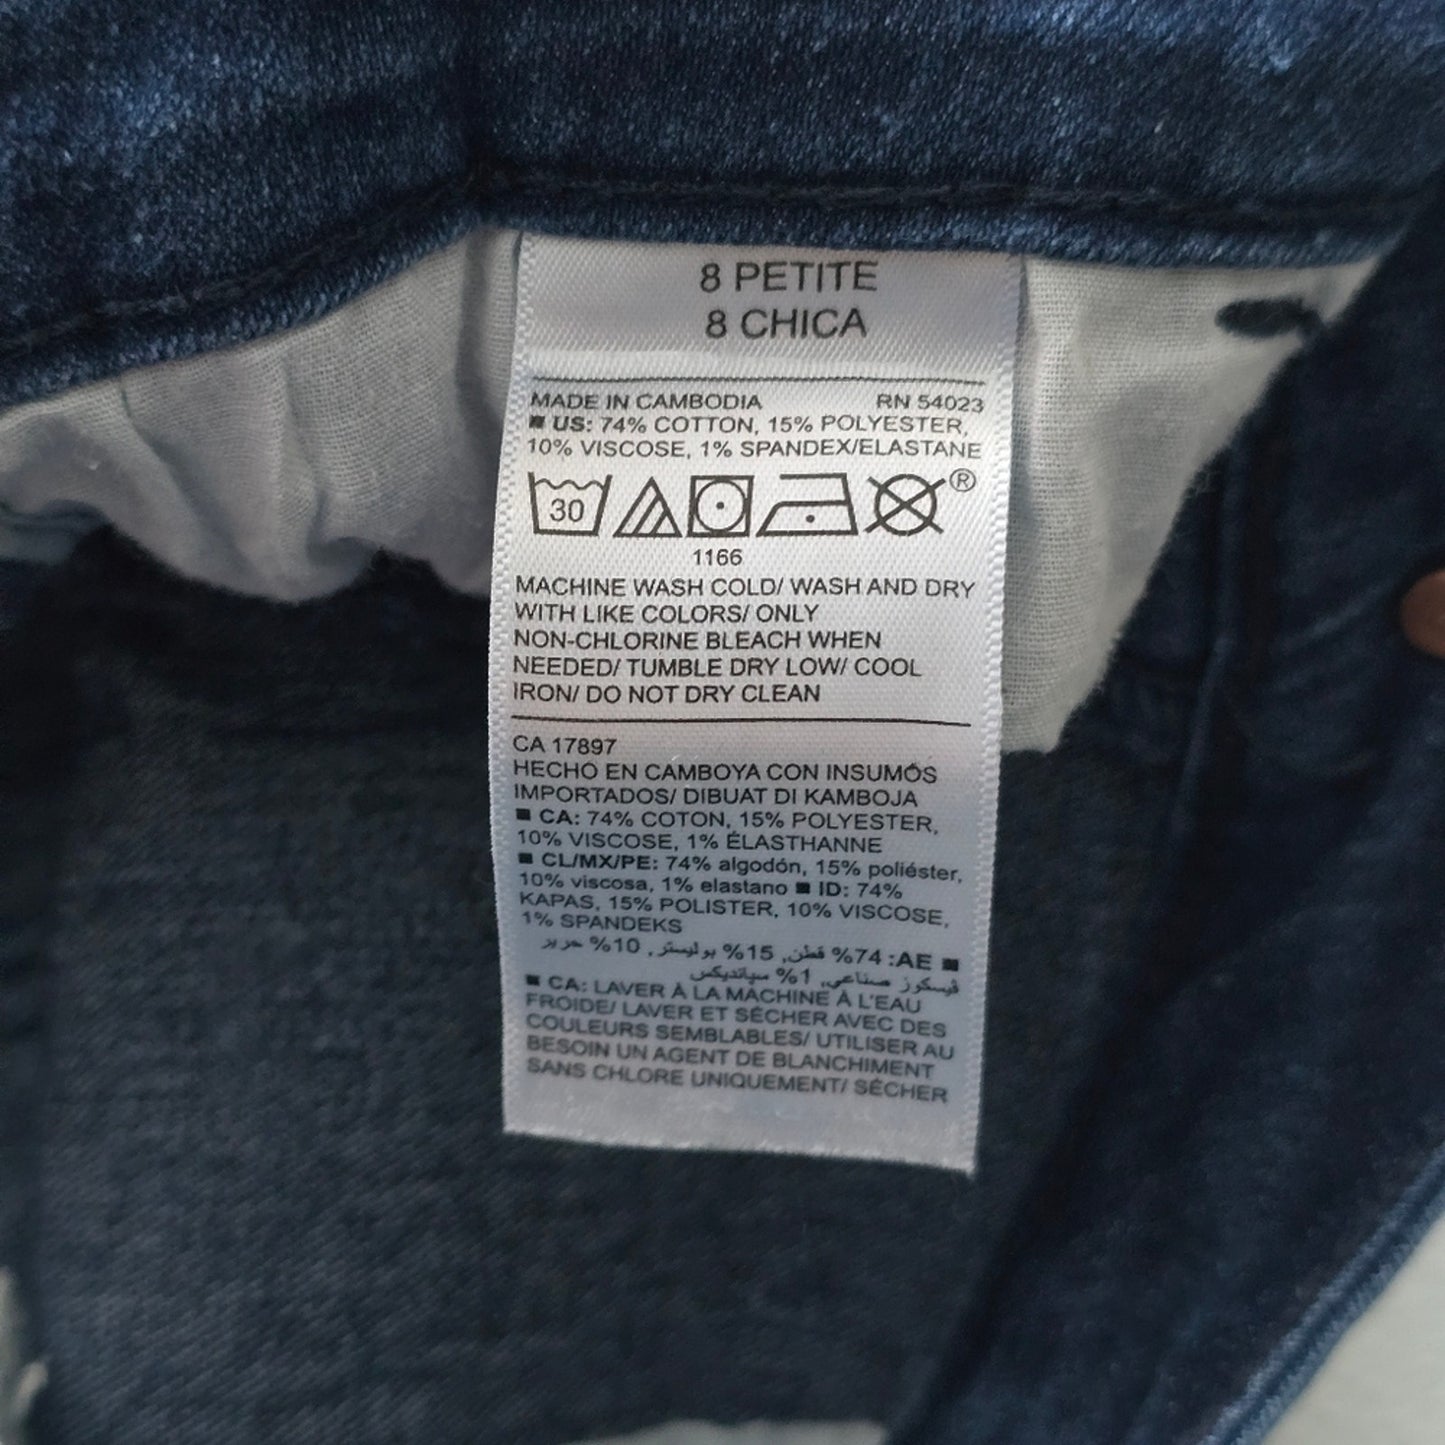 8 PETITE
8 CHICA
MADE IN CAMBODIA RN 54023
■ US: 74% COTTON, 15% POLYESTER,
10% VISCOSE, 1% SPANDEX/ELASTANE
30 ®
1166
MACHINE WASH COLD/ WASH AND DRY
WITH LIKE COLORS/ ONLY
NON-CHLORINE BLEACH WHEN
NEEDED/ TUMBLE DRY LOW/ COOL
IRON/ DO NOT DRY CLEAN
CA 17897
HECHO EN CAMBOYA CON INSUMOS
IMPORTADOS/ DIBUAT DI KAMBOJA
■ CA: 74% COTON, 15% POLYESTER,
10% VISCOSE, 1% ÉLASTHANNE
■ CL/MX/PE: 74% algodón, 15% poliéster,
10% viscosa, 1% elastano ■ ID: 74%
KAPAS, 15% POLISTER, 10% VISCOSE,
1% SPANDEKS
■ AE: 74% قطن, 15% بوليستر, 10% حرير
فيسكوز صناعي, 1% سباندیکس
■ CA: LAVER À LA MACHINE À L'EAU
FROIDE/ LAVER ET SÉCHER AVEC DES
COULEURS SEMBLABLES/ UTILISER AU
BESOIN UN AGENT DE BLANCHIMENT
SANS CHLORE UNIQUEMENT/ SÉCHER